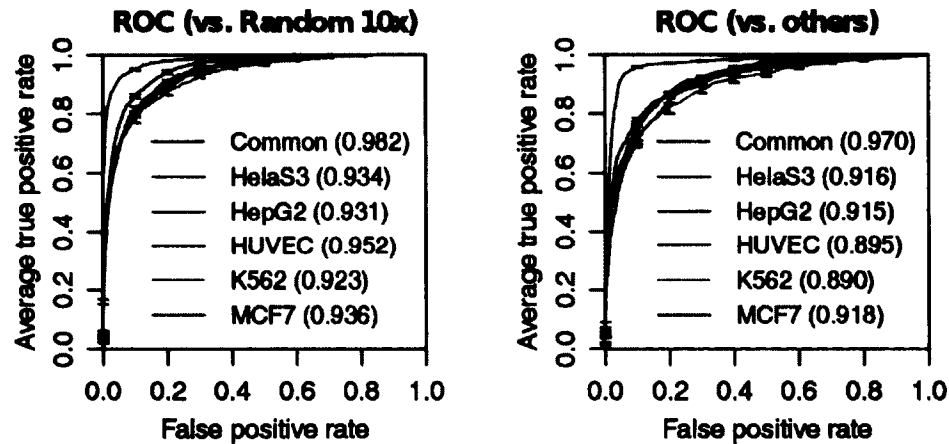 ROC (vs. Random 10x)
Average true positive rate
1.0
0.8
0.6
0.4
0.2
0.0
Common (0.982)
HelaS3 (0.934)
HepG2 (0.931)
HUVEC (0.952)
K562 (0.923)
MCF7 (0.936)
0.0 0.2 0.4 0.6 0.8 1.0
False positive rate
ROC (vs. others)
Average true positive rate
1.0
0.8
0.6
0.4
0.2
0.0
Common (0.970)
HelaS3 (0.916)
HepG2 (0.915)
HUVEC (0.895)
K562 (0.890)
MCF7 (0.918)
0.0 0.2 0.4 0.6 0.8 1.0
False positive rate